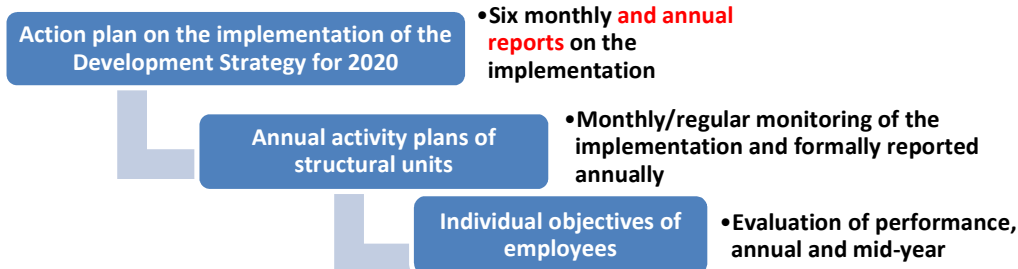 Action plan on the implementation of the
Development Strategy for 2020
•Six monthly and annual
reports on the
implementation
Annual activity plans of
structural units
•Monthly/regular monitoring of the
implementation and formally reported
annually
Individual objectives of
employees
•Evaluation of performance,
annual and mid-year